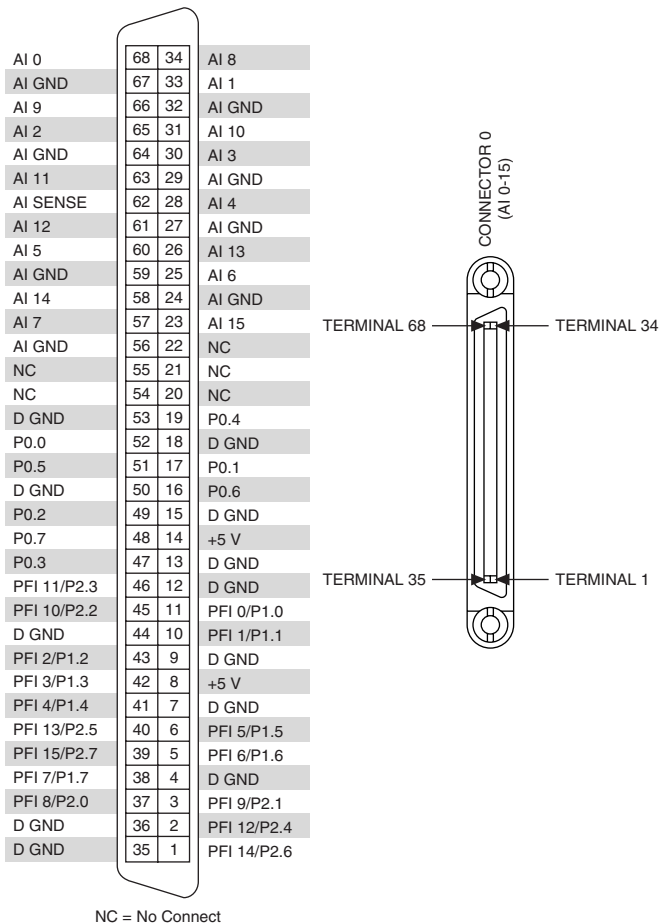 AI 0 68 34 AI 8
AI GND 67 33 AI 1
AI 9 66 32 AI GND
AI 2 65 31 AI 10
AI GND 64 30 AI 3
AI 11 63 29 AI GND
AI SENSE 62 28 AI 4
AI 12 61 27 AI GND
AI 5 60 26 AI 13
AI GND 59 25 AI 6
AI 14 58 24 AI GND
AI 7 57 23 AI 15
AI GND 56 22 NC
NC 55 21 NC
NC 54 20 NC
D GND 53 19 P0.4
P0.0 52 18 D GND
P0.5 51 17 P0.1
D GND 50 16 P0.6
P0.2 49 15 D GND
P0.7 48 14 +5 V
P0.3 47 13 D GND
PFI 11/P2.3 46 12 D GND
PFI 10/P2.2 45 11 PFI 0/P1.0
D GND 44 10 PFI 1/P1.1
PFI 2/P1.2 43 9 D GND
PFI 3/P1.3 42 8 +5 V
PFI 4/P1.4 41 7 D GND
PFI 13/P2.5 40 6 PFI 5/P1.5
PFI 15/P2.7 39 5 PFI 6/P1.6
PFI 7/P1.7 38 4 D GND
PFI 8/P2.0 37 3 PFI 9/P2.1
D GND 36 2 PFI 12/P2.4
D GND 35 1 PFI 14/P2.6
NC = No Connect
CONNECTOR 0
(AI 0-15)
TERMINAL 68 TERMINAL 34
TERMINAL 35 TERMINAL 1